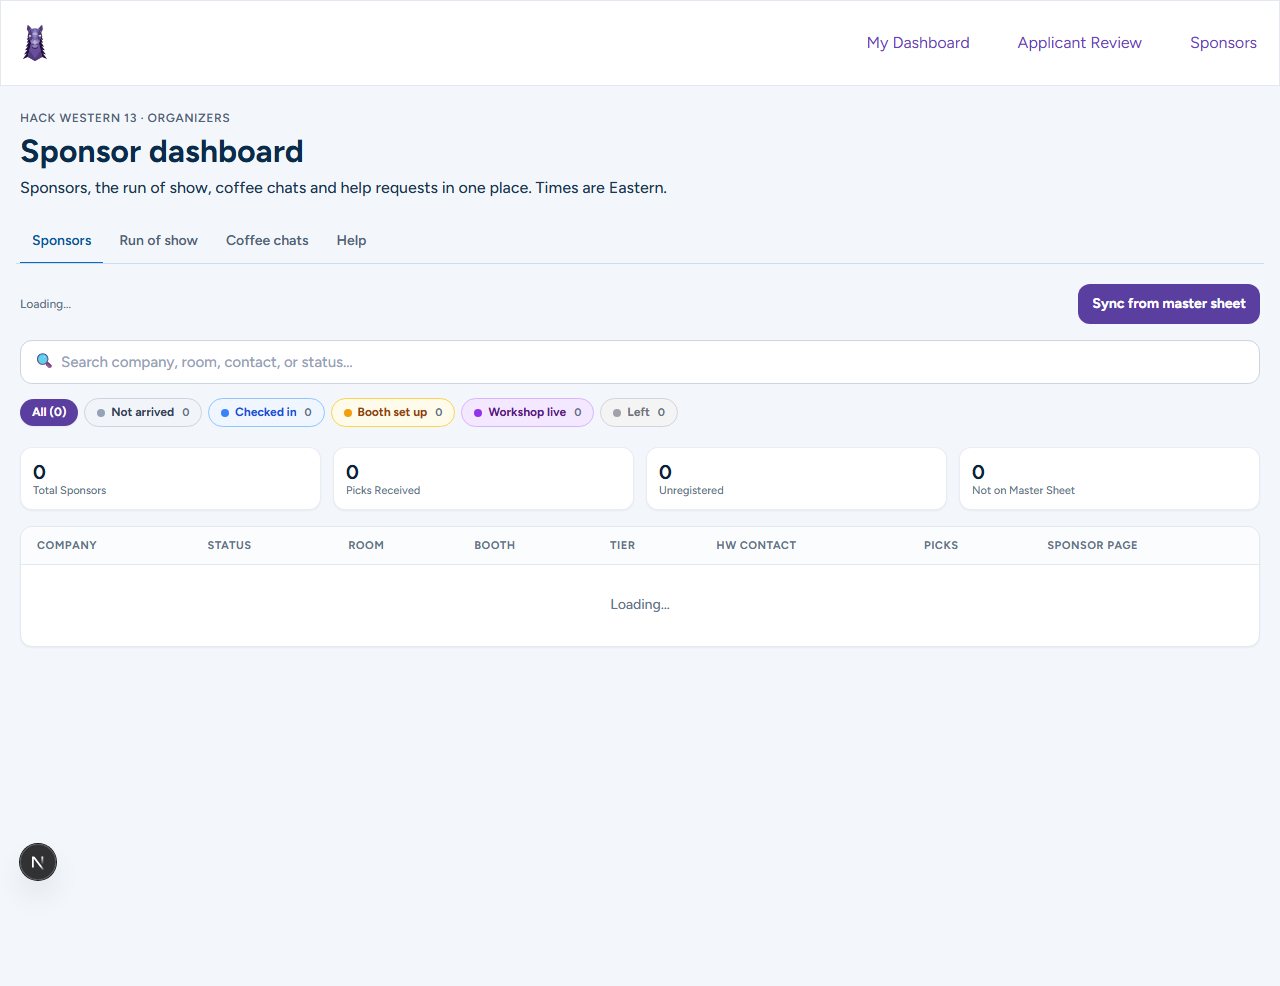 My Dashboard
Applicant Review
Sponsors
HACK WESTERN 13 · ORGANIZERS
Sponsor dashboard
Sponsors, the run of show, coffee chats and help requests in one place. Times are Eastern.
Sponsors
Run of show
Coffee chats
Help
Loading...
Sync from master sheet
Search company, room, contact, or status...
All (0)
Not arrived 0
Checked in 0
Booth set up 0
Workshop live 0
Left 0
0
Total Sponsors
0
Picks Received
0
Unregistered
0
Not on Master Sheet
COMPANY STATUS ROOM BOOTH TIER HW CONTACT PICKS SPONSOR PAGE
Loading...
N